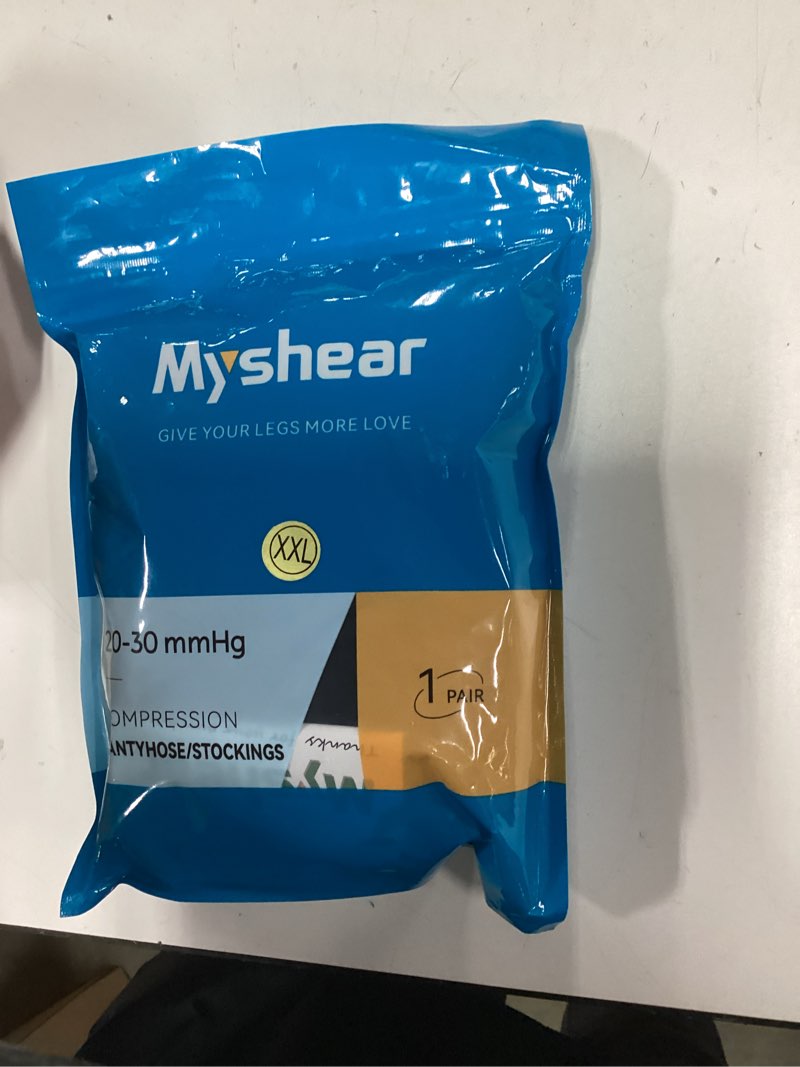 Myshear
GIVE YOUR LEGS MORE LOVE
XXL
20-30 mmHg
OMPRESSION
ANTYHOSE/STOCKINGS
1 PAIR